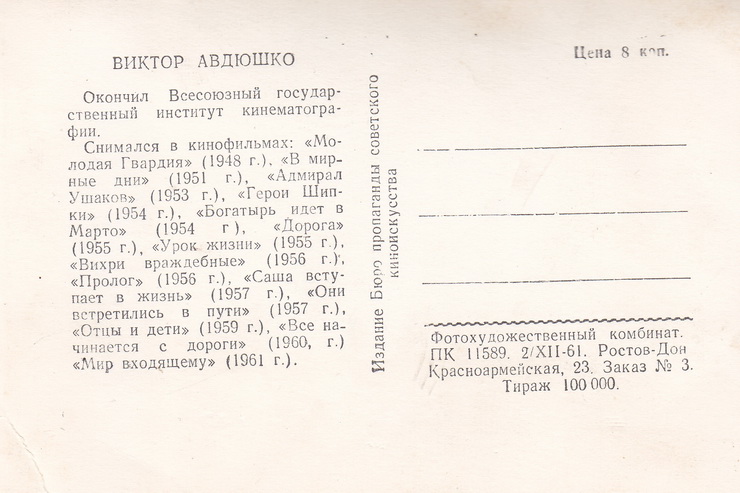 ВИКТОР АВДЮШКО
Окончил Всесоюзный государ-
ственный институт кинематогра-
фии.
Снимался в кинофильмах: «Мо-
лодая Гвардия» (1948 г.), «В мир-
ные дни» (1951 г.), «Адмирал
Ушаков» (1953 г.), «Герои Шип-
ки» (1954 г.), «Богатырь идет в
Марто» (1954 г ), «Дорога»
(1955 г.), «Урок жизни» (1955 г.),
«Вихри враждебные» (1956 г.),
«Пролог» (1956 г.), «Саша всту-
пает в жизнь» (1957 г.), «Они
встретились в пути» (1957 г.),
«Отцы и дети» (1959 г.), «Все на-
чинается с дороги» (1960, г.)
«Мир входящему» (1961 г.).
Издание Бюро пропаганды советского
киноискусства
Цена 8 коп.
Фотохудожественный комбинат.
ПК 11589. 2/XII-61. Ростов-Дон
Красноармейская, 23. Заказ № 3.
Тираж 100 000.